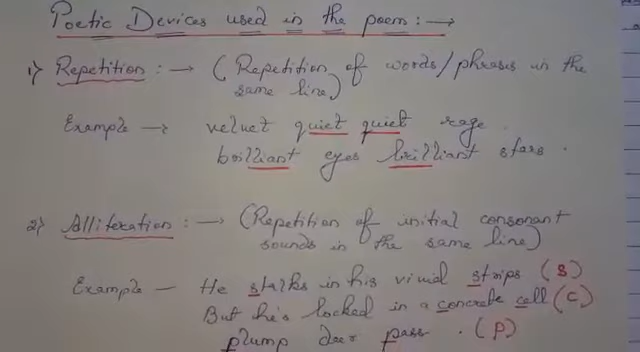 Poetic Devices used in the poem: →
1) Repetition: → (Repetition of words/phrases in the
same line)
Example → velvet quiet quiet rage.
brilliant eyes brilliant stars.
2) Alliteration: → (Repetition of initial consonant
sounds in the same line)
Example - He stalks in his vivid strips (S)
But he's locked in a concrete cell (C)
plump deer pass. (P)